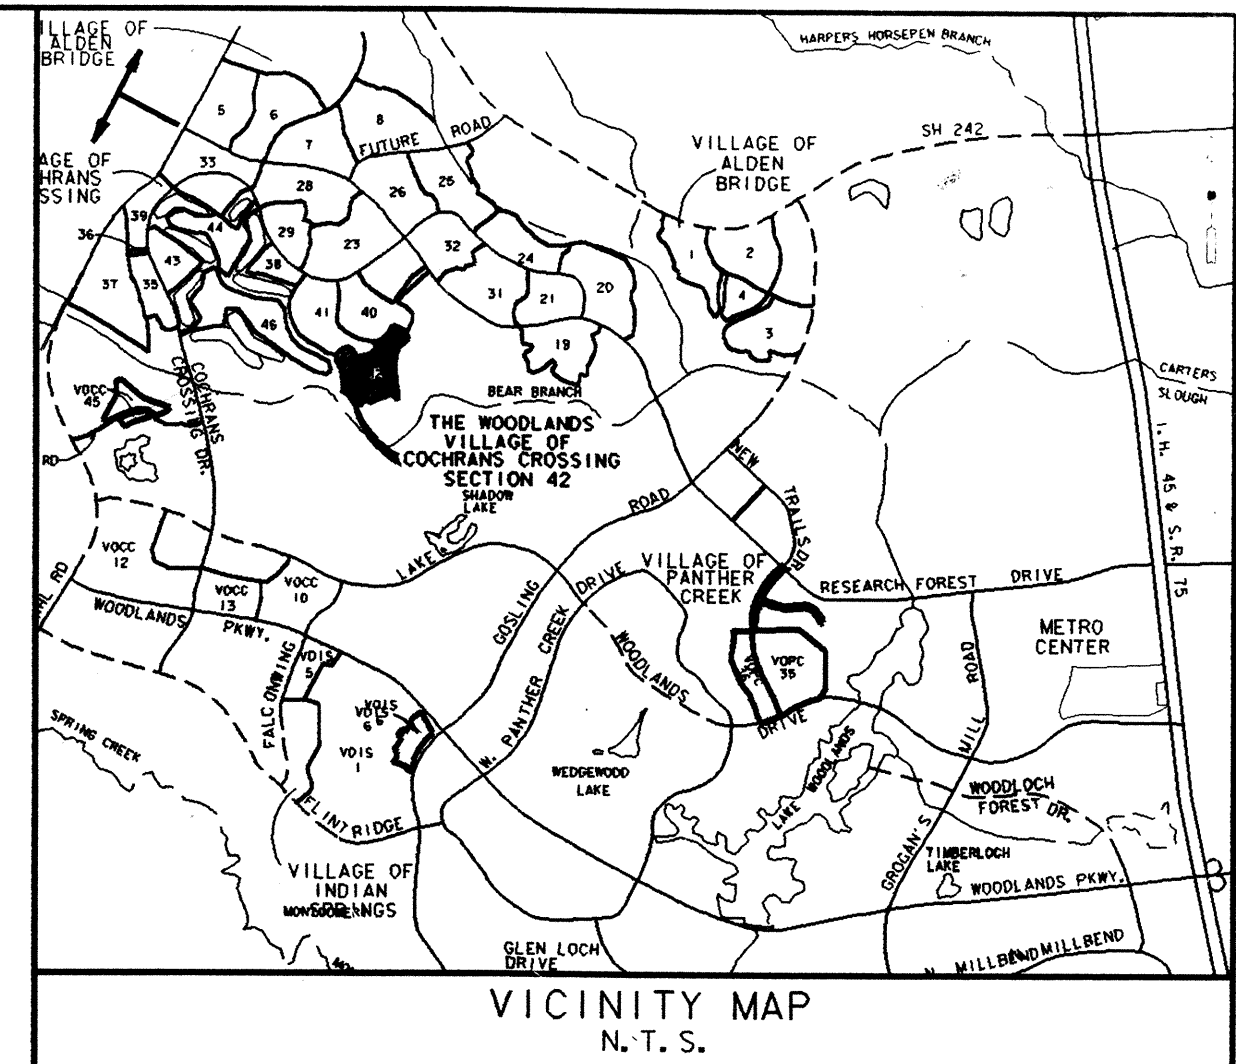 ILLAGE OF
ALDEN
BRIDGE
HARPERS HORSEPEN BRANCH
5
6
7
8
FUTURE ROAD
SH 242
VILLAGE OF
ALDEN
BRIDGE
AGE OF
HRANS
SSING
33
28
26
25
39
36
44
29
23
32
24
43
38
37
35
31
21
20
41
40
46
19
1
2
4
3
VOCC
45
COCHRANS
CROSSING DR.
BEAR BRANCH
CARTERS
SLOUGH
THE WOODLANDS
VILLAGE OF
COCHRANS CROSSING
SECTION 42
SHADOW
LAKE
RD
NEW TRAILS DR
I. H. 45 & S. R. 75
ROAD
VOCC
12
LAKE
GOSLING
DRIVE
VILLAGE OF
PANTHER
CREEK
RESEARCH FOREST DRIVE
RD
WOODLANDS PKWY.
VOCC
13
VOCC
10
METRO
CENTER
WOODLANDS
DRIVE
VOPC
35
VOIS
5
FALCONWING
W. PANTHER CREEK
VOIS
6
VOIS
1
SPRING CREEK
WEDGEWOOD
LAKE
LAKE WOODLANDS
GROGAN'S MILL ROAD
WOODLOCH
FOREST DR.
FLINTRIDGE
VILLAGE OF
INDIAN
SPRINGS
TIMBERLOCH
LAKE
WOODLANDS PKWY.
GLEN LOCH
DRIVE
N. MILLBEND
MILLBEND
VICINITY MAP
N. T. S.